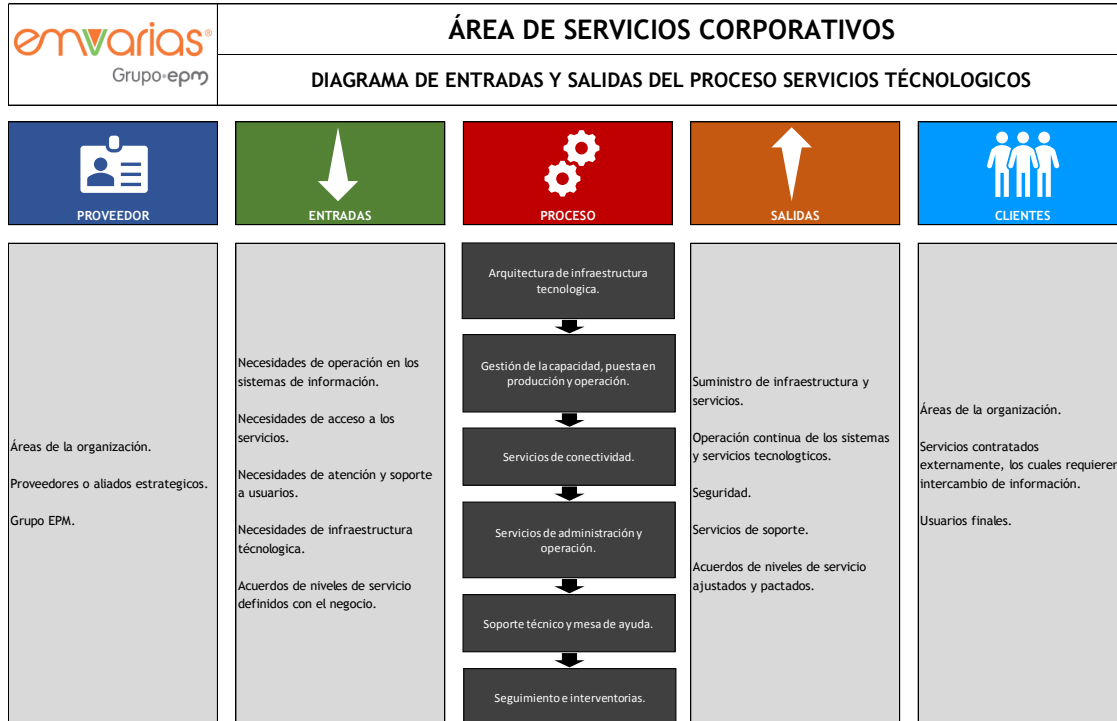 emvarias®
Grupo·epm
ÁREA DE SERVICIOS CORPORATIVOS
DIAGRAMA DE ENTRADAS Y SALIDAS DEL PROCESO SERVICIOS TÉCNOLOGICOS
PROVEEDOR
ENTRADAS
PROCESO
SALIDAS
CLIENTES
Áreas de la organización.
Proveedores o aliados estrategicos.
Grupo EPM.
Necesidades de operación en los
sistemas de información.
Necesidades de acceso a los
servicios.
Necesidades de atención y soporte
a usuarios.
Necesidades de infraestructura
técnologica.
Acuerdos de niveles de servicio
definidos con el negocio.
Arquitectura de infraestructura
tecnologica.
Gestión de la capacidad, puesta en
producción y operación.
Servicios de conectividad.
Servicios de administración y
operación.
Soporte técnico y mesa de ayuda.
Seguimiento e interventorias.
Suministro de infraestructura y
servicios.
Operación continua de los sistemas
y servicios tecnologticos.
Seguridad.
Servicios de soporte.
Acuerdos de niveles de servicio
ajustados y pactados.
Áreas de la organización.
Servicios contratados
externamente, los cuales requieren
intercambio de información.
Usuarios finales.